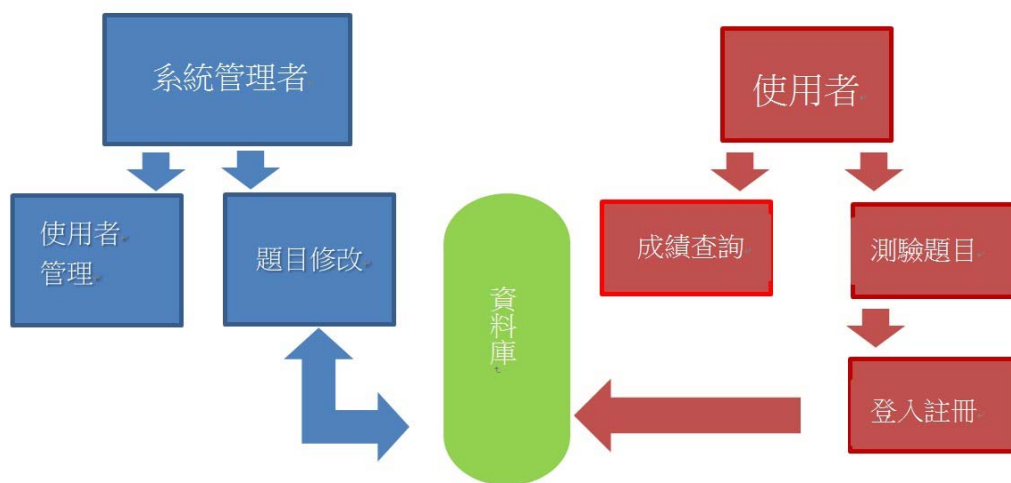 系統管理者
使用者
使用者
管理
題目修改
成績查詢
測驗題目
資料庫
登入註冊